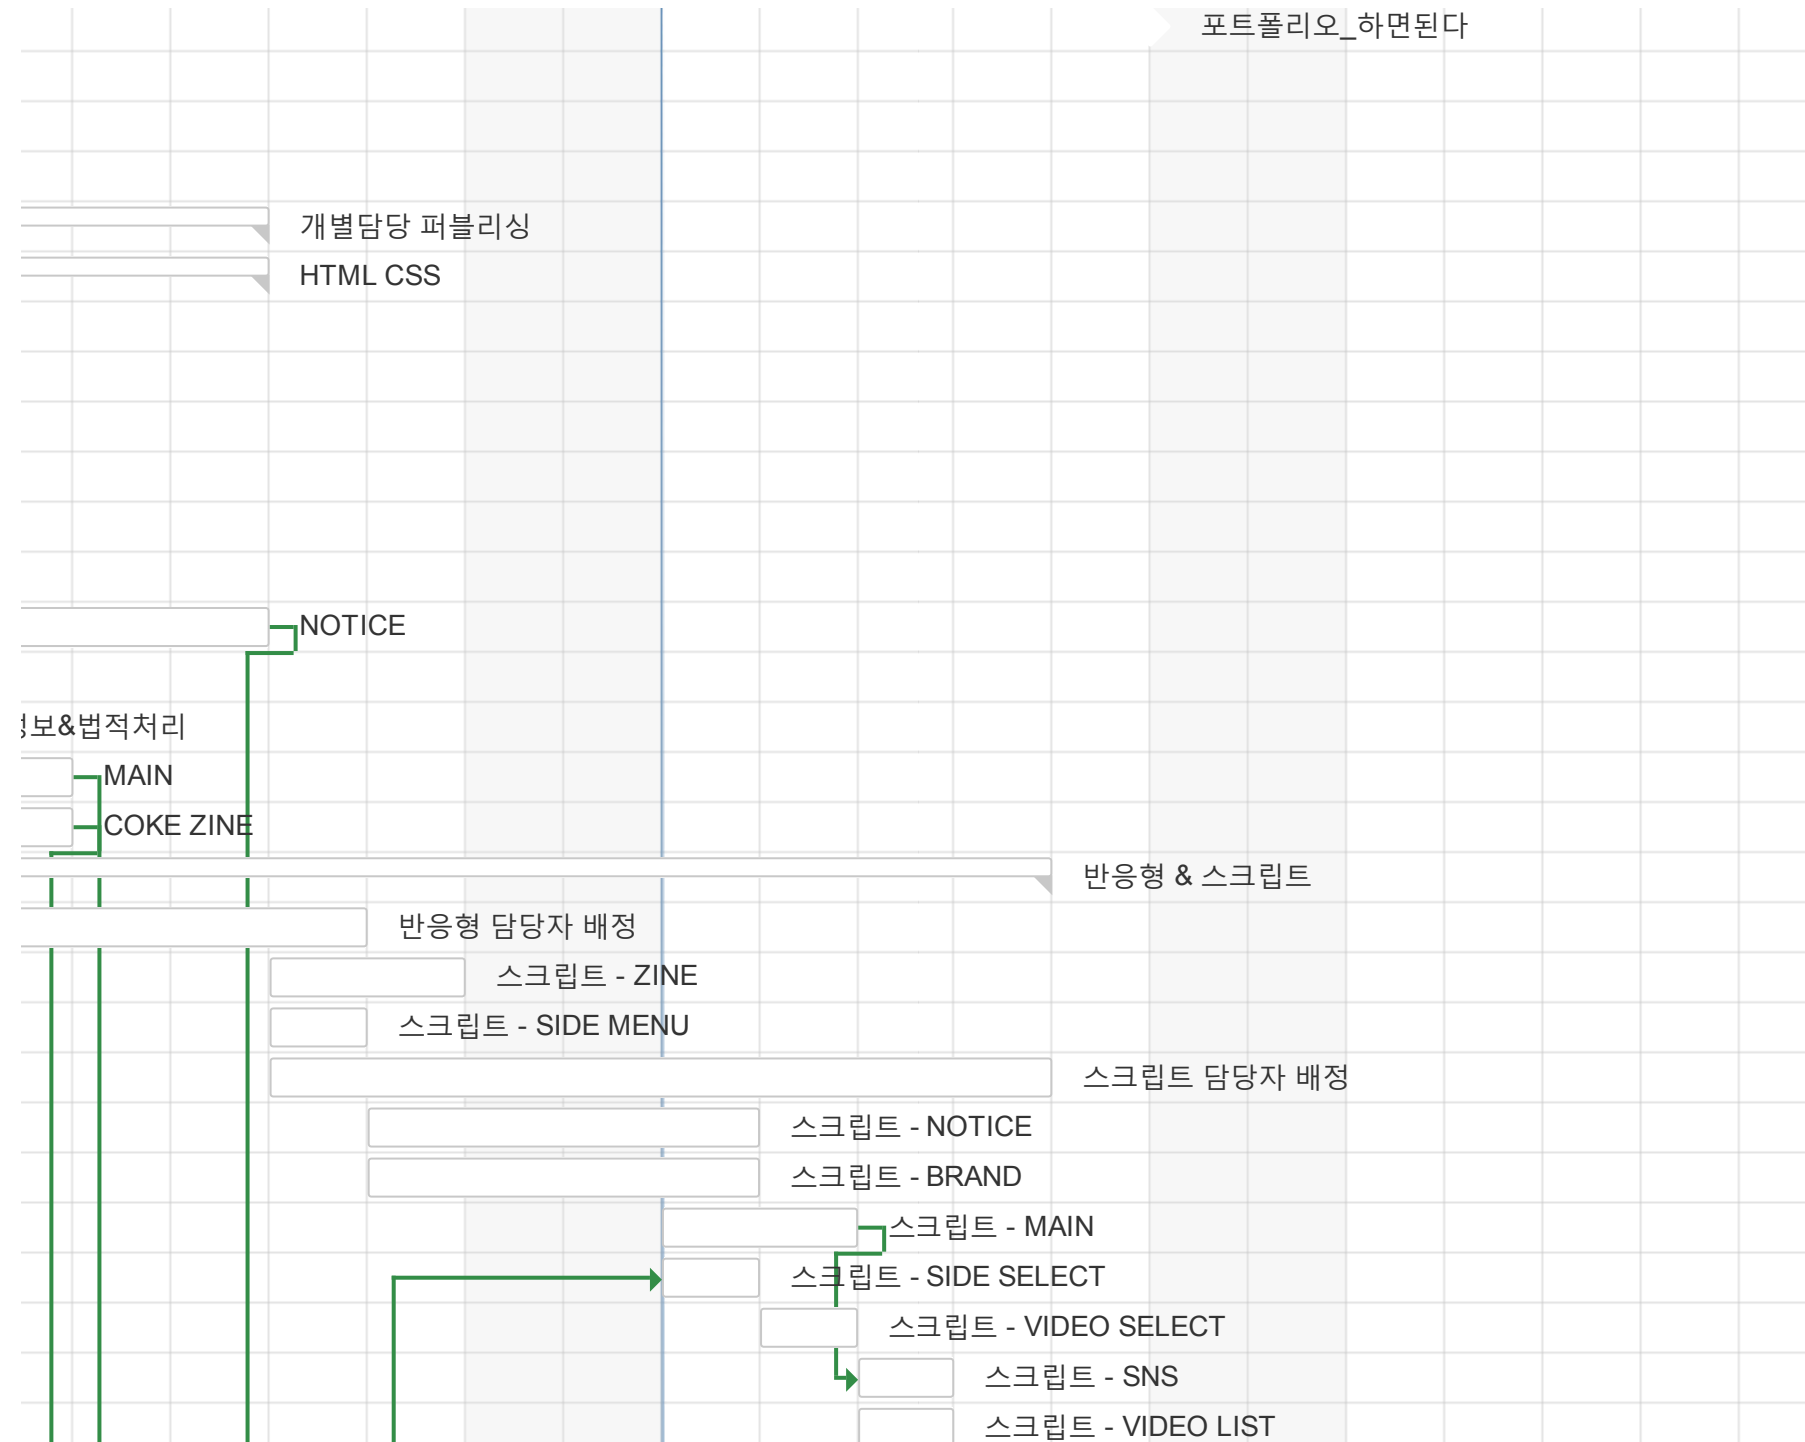 포트폴리오_하면된다
개별담당 퍼블리싱
HTML CSS
NOTICE
보&법적처리
MAIN
COKE ZINE
반응형 & 스크립트
반응형 담당자 배정
스크립트 - ZINE
스크립트 - SIDE MENU
스크립트 담당자 배정
스크립트 - NOTICE
스크립트 - BRAND
스크립트 - MAIN
스크립트 - SIDE SELECT
스크립트 - VIDEO SELECT
스크립트 - SNS
스크립트 - VIDEO LIST